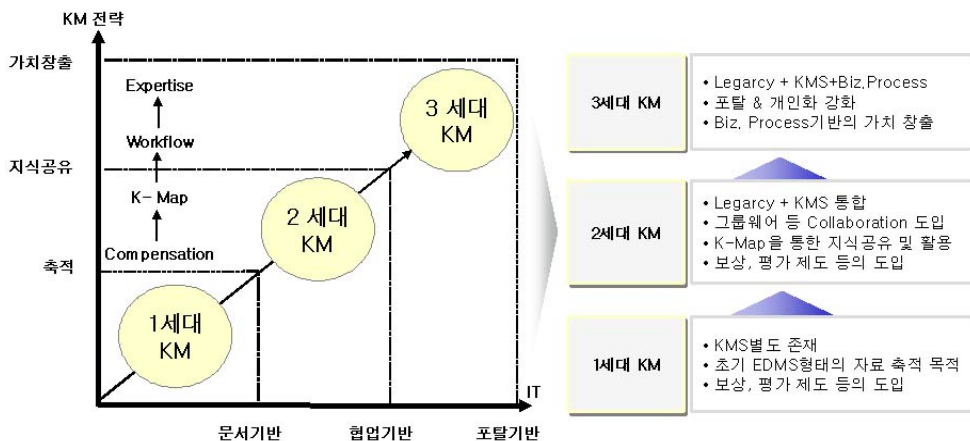 KM 전략
가치창출
Expertise
Workflow
지식공유
K- Map
Compensation
축적
3 세대
KM
2 세대
KM
1세대
KM
IT
문서기반
협업기반
포탈기반
3세대 KM
• Legarcy + KMS+Biz.Process
• 포탈 & 개인화 강화
• Biz. Process기반의 가치 창출
2세대 KM
• Legarcy + KMS 통합
• 그룹웨어 등 Collaboration 도입
• K-Map을 통한 지식공유 및 활용
• 보상, 평가 제도 등의 도입
1세대 KM
• KMS별도 존재
• 초기 EDMS형태의 자료 축적 목적
• 보상, 평가 제도 등의 도입